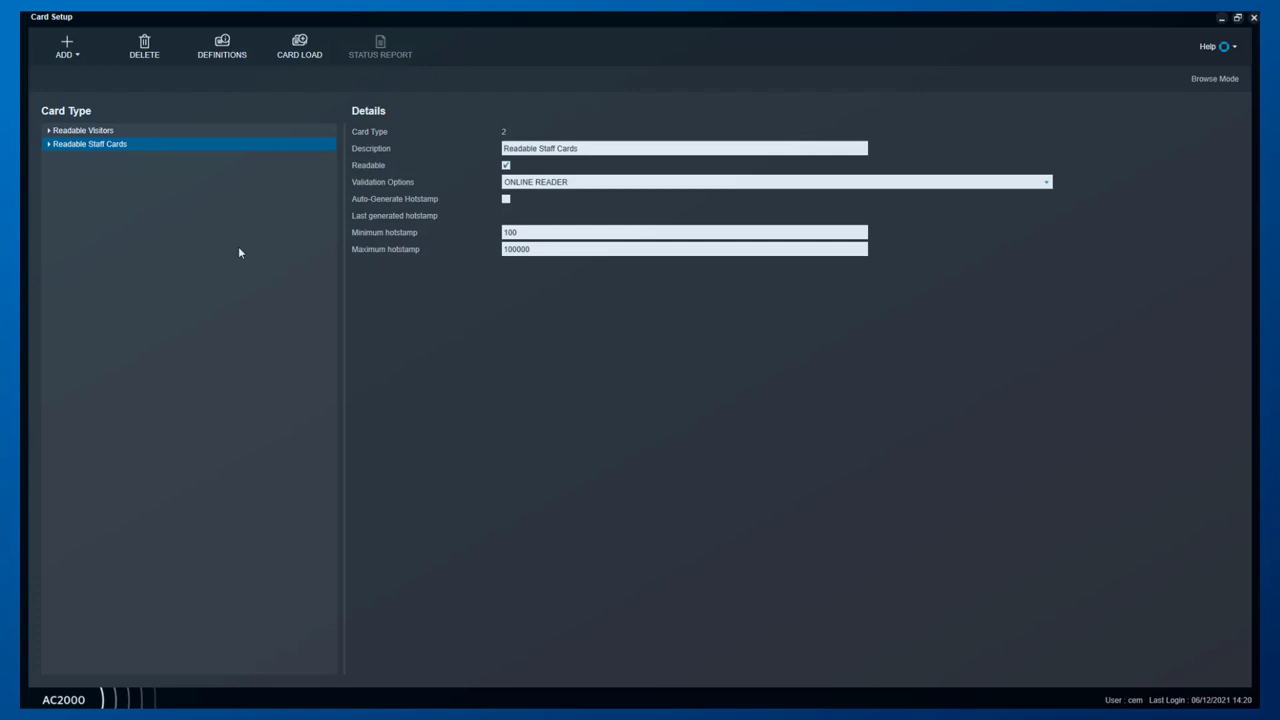 Card Setup
ADD
DELETE
DEFINITIONS
CARD LOAD
STATUS REPORT
Help
Browse Mode
Card Type
Readable Visitors
Readable Staff Cards
Details
Card Type 2
Description Readable Staff Cards
Readable
Validation Options ONLINE READER
Auto-Generate Hotstamp
Last generated hotstamp
Minimum hotstamp 100
Maximum hotstamp 100000
AC2000
User : cem Last Login : 06/12/2021 14:20